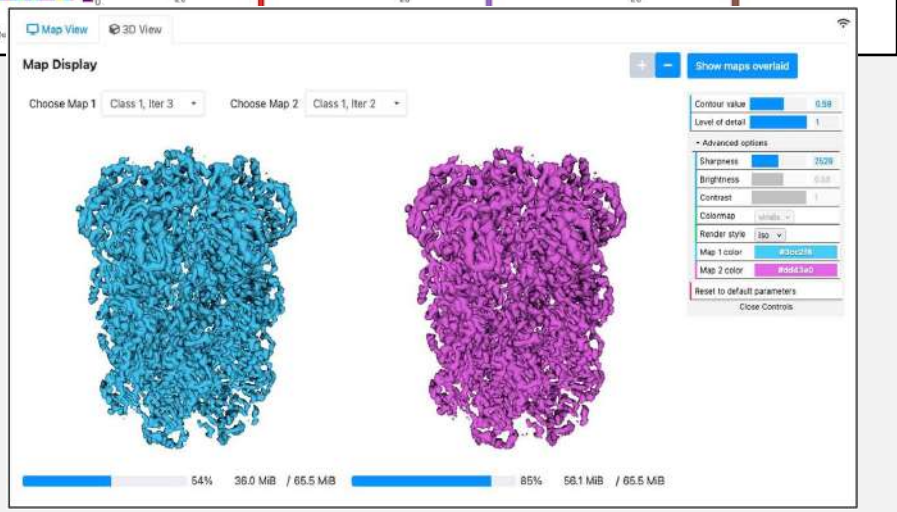 Map View
3D View
Map Display
+
−
Show maps overlaid
Choose Map 1 Class 1, Iter 3
Choose Map 2 Class 1, Iter 2
Contour value 0.59
Level of detail 1
Advanced options
Sharpness 2529
Brightness
Contrast 1
Colormap viridis
Render style iso
Map 1 color
Map 2 color #dd43e0
Reset to default parameters
Close Controls
54% 36.0 MiB / 65.5 MiB
85% 56.1 MiB / 65.5 MiB